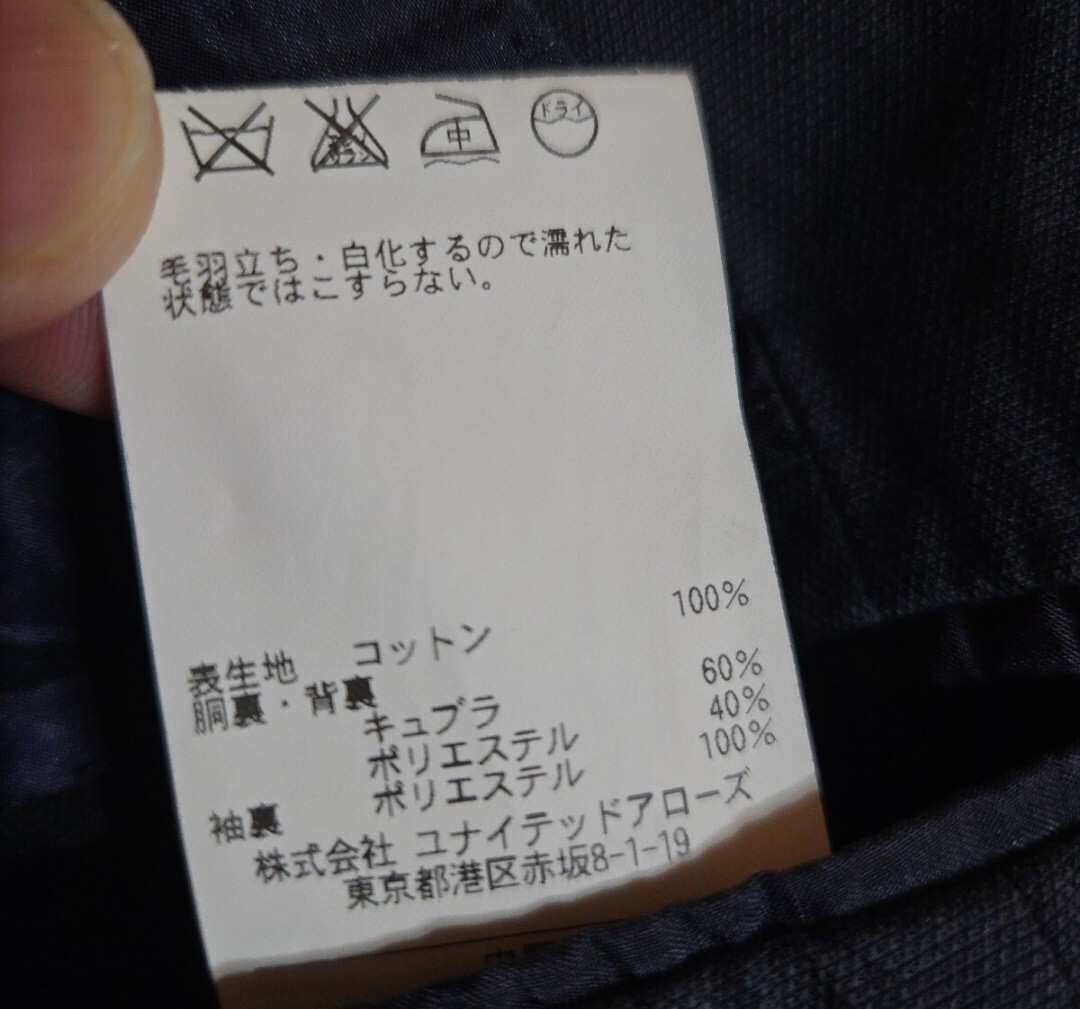 中 ドライ
毛羽立ち・白化するので濡れた
状態ではこすらない。
表生地 コットン 100%
胴裏・背裏
キュプラ 60%
ポリエステル 40%
袖裏 ポリエステル 100%
株式会社 ユナイテッドアローズ
東京都港区赤坂8-1-19